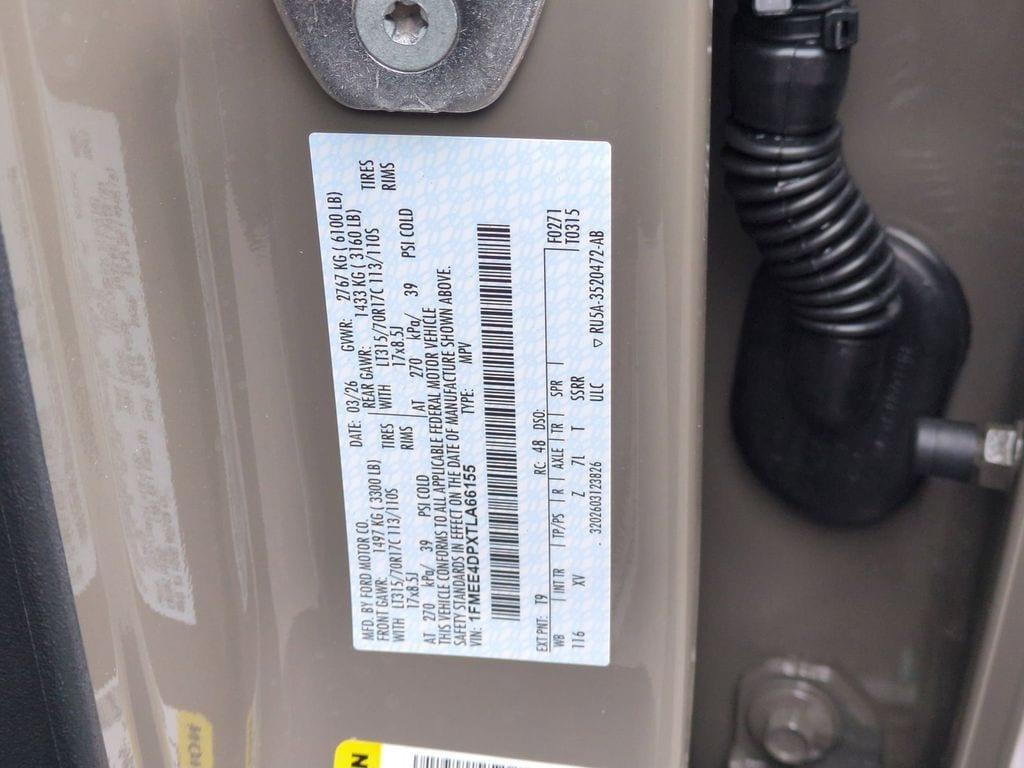 MFD. BY FORD MOTOR CO.
DATE: 03/26 GVWR: 2767 KG ( 6100 LB)
FRONT GAWR: 1497 KG ( 3300 LB) REAR GAWR: 1433 KG ( 3160 LB)
WITH LT315/70R17C 113/110S TIRES WITH LT315/70R17C 113/110S TIRES
17x8.5J RIMS 17x8.5J RIMS
AT 270 kPa/ 39 PSI COLD AT 270 kPa/ 39 PSI COLD
THIS VEHICLE CONFORMS TO ALL APPLICABLE FEDERAL MOTOR VEHICLE
SAFETY STANDARDS IN EFFECT ON THE DATE OF MANUFACTURE SHOWN ABOVE.
VIN: 1FMEE4DPXTLA66155 TYPE: MPV
EXT PNT: T9 RC: 48 DSO: F0271
WB INT TR TP/PS R AXLE TR SPR T0315
116 XV Z 7L T SSRR
. 3202603123826 ULC ▽ RU5A-3520472-AB